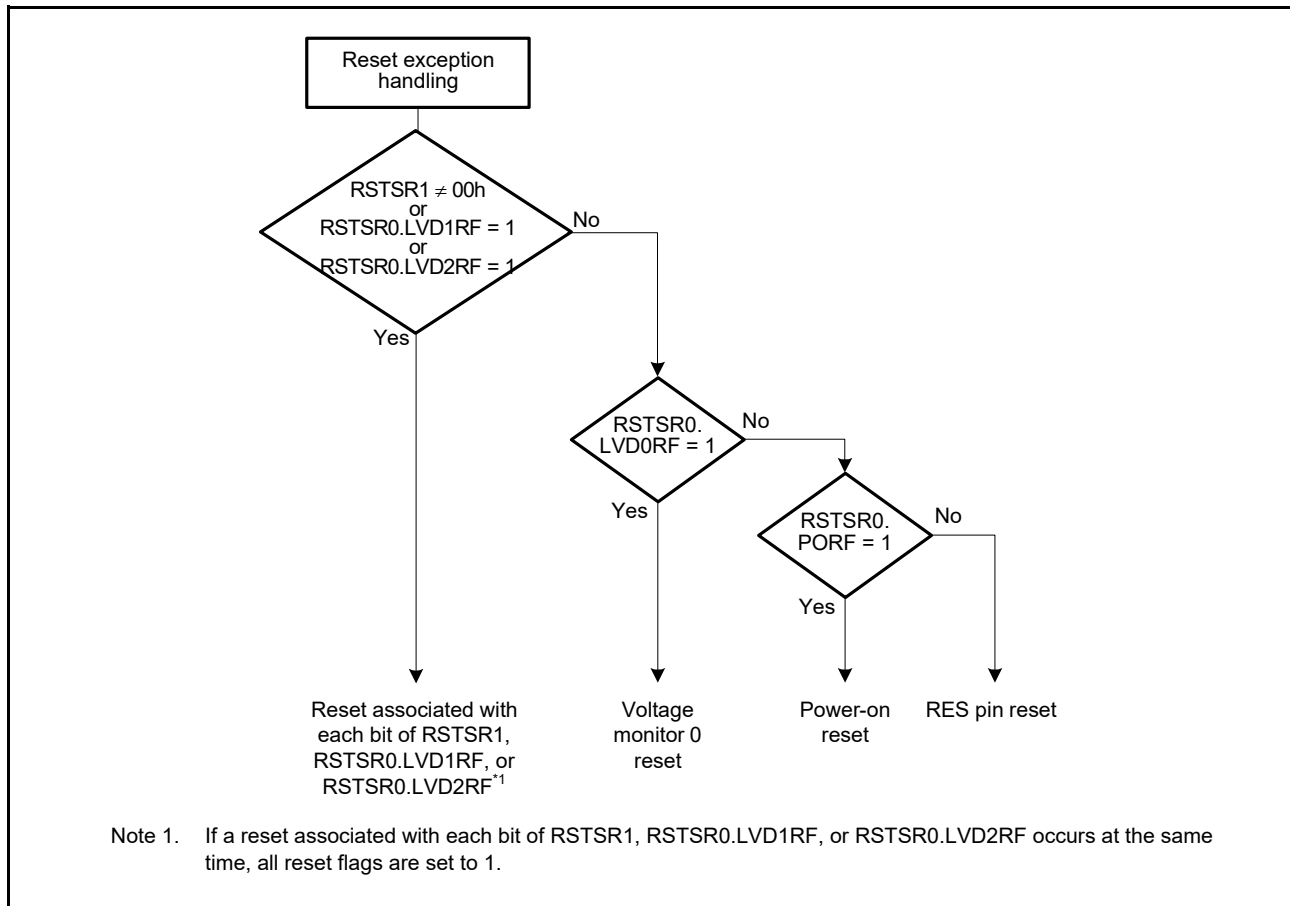 Reset exception
handling
RSTSR1 ≠ 00h
or
RSTSR0.LVD1RF = 1
or
RSTSR0.LVD2RF = 1
No
Yes
RSTSR0.
LVD0RF = 1
No
Yes
RSTSR0.
PORF = 1
No
Yes
Reset associated with
each bit of RSTSR1,
RSTSR0.LVD1RF, or
RSTSR0.LVD2RF*1
Voltage
monitor 0
reset
Power-on
reset
RES pin reset
Note 1. If a reset associated with each bit of RSTSR1, RSTSR0.LVD1RF, or RSTSR0.LVD2RF occurs at the same
time, all reset flags are set to 1.